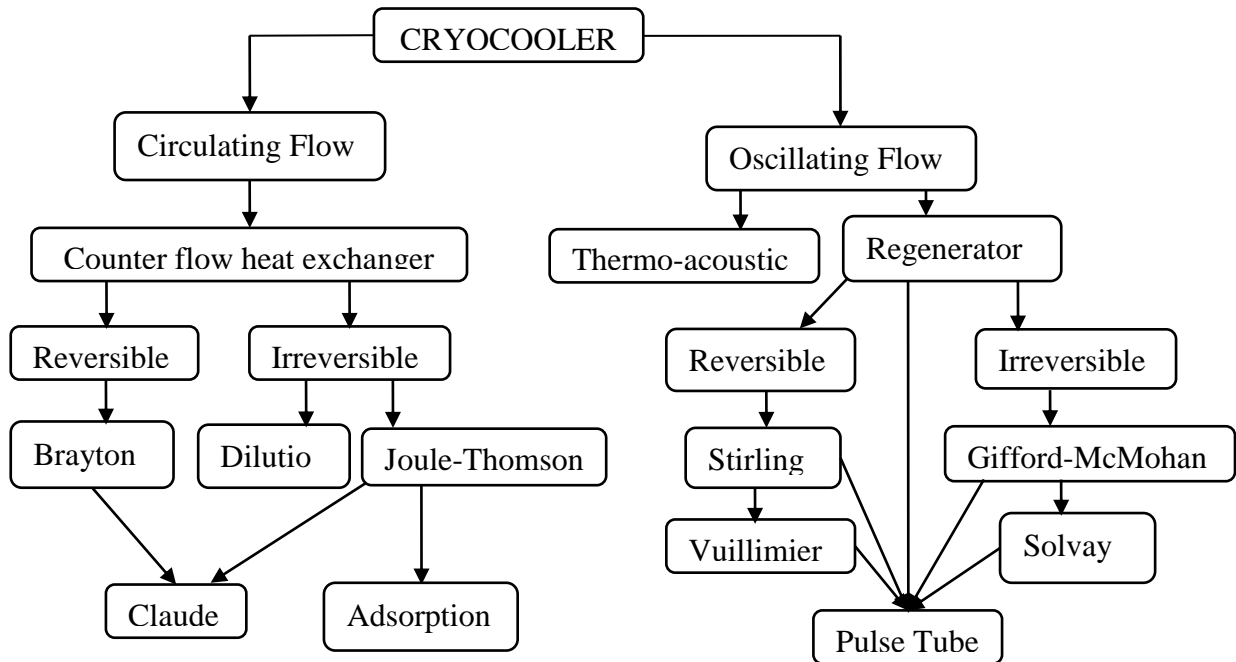 CRYOCOOLER
Circulating Flow
Oscillating Flow
Counter flow heat exchanger
Thermo-acoustic
Regenerator
Reversible
Irreversible
Reversible
Irreversible
Brayton
Dilutio
Joule-Thomson
Stirling
Gifford-McMohan
Vuillimier
Solvay
Claude
Adsorption
Pulse Tube